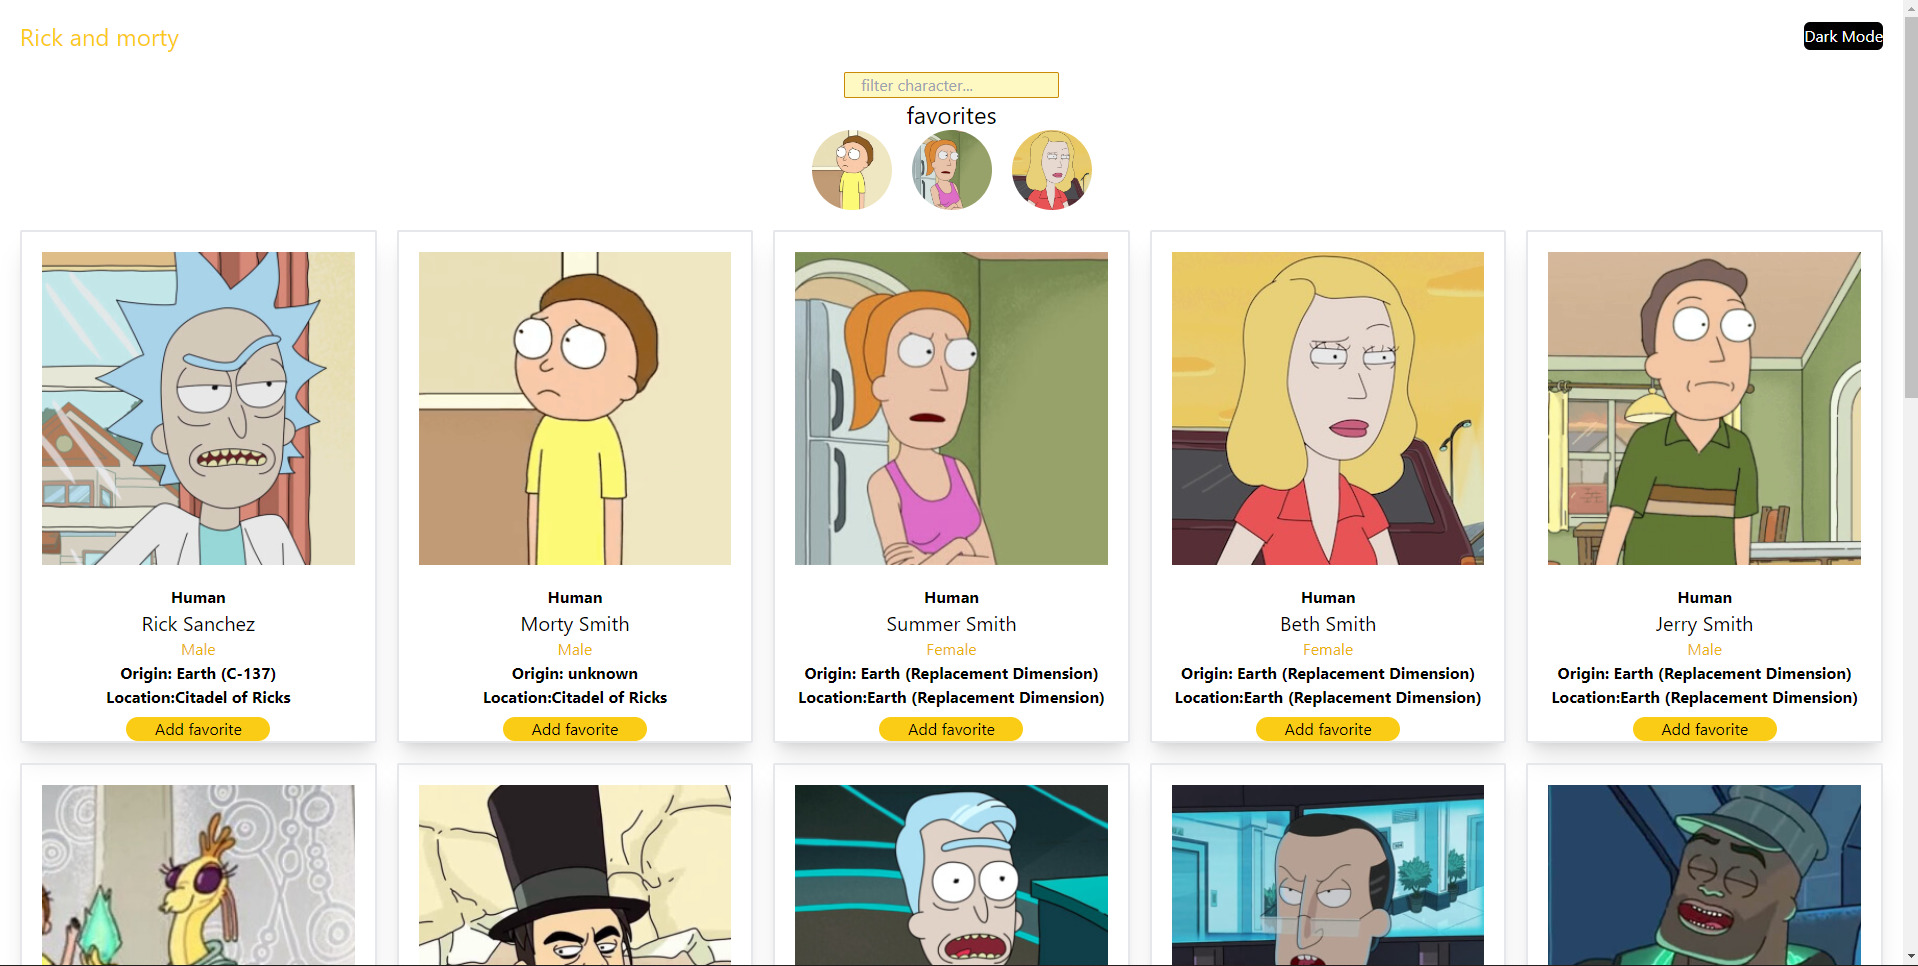 Rick and morty
Dark Mode
filter character...
favorites
Human
Rick Sanchez
Male
Origin: Earth (C-137)
Location:Citadel of Ricks
Add favorite
Human
Morty Smith
Male
Origin: unknown
Location:Citadel of Ricks
Add favorite
Human
Summer Smith
Female
Origin: Earth (Replacement Dimension)
Location:Earth (Replacement Dimension)
Add favorite
Human
Beth Smith
Female
Origin: Earth (Replacement Dimension)
Location:Earth (Replacement Dimension)
Add favorite
Human
Jerry Smith
Male
Origin: Earth (Replacement Dimension)
Location:Earth (Replacement Dimension)
Add favorite